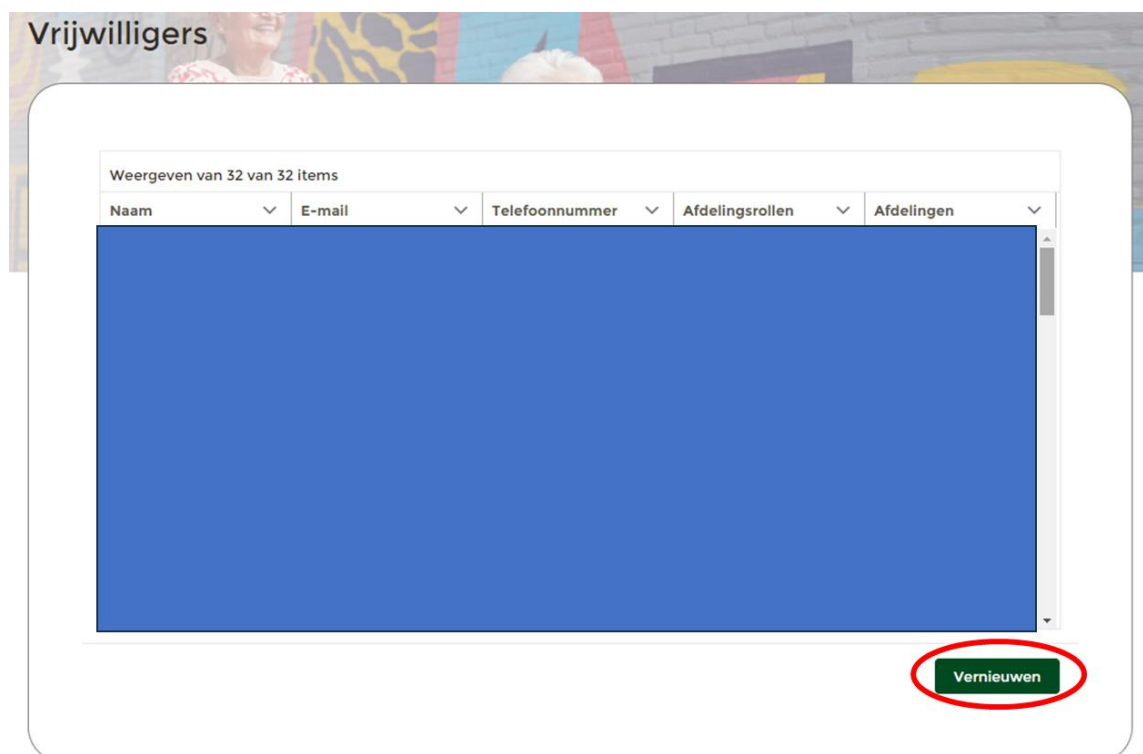 Vrijwilligers
Weergeven van 32 van 32 items
Naam E-mail Telefoonnummer Afdelingsrollen Afdelingen
Vernieuwen